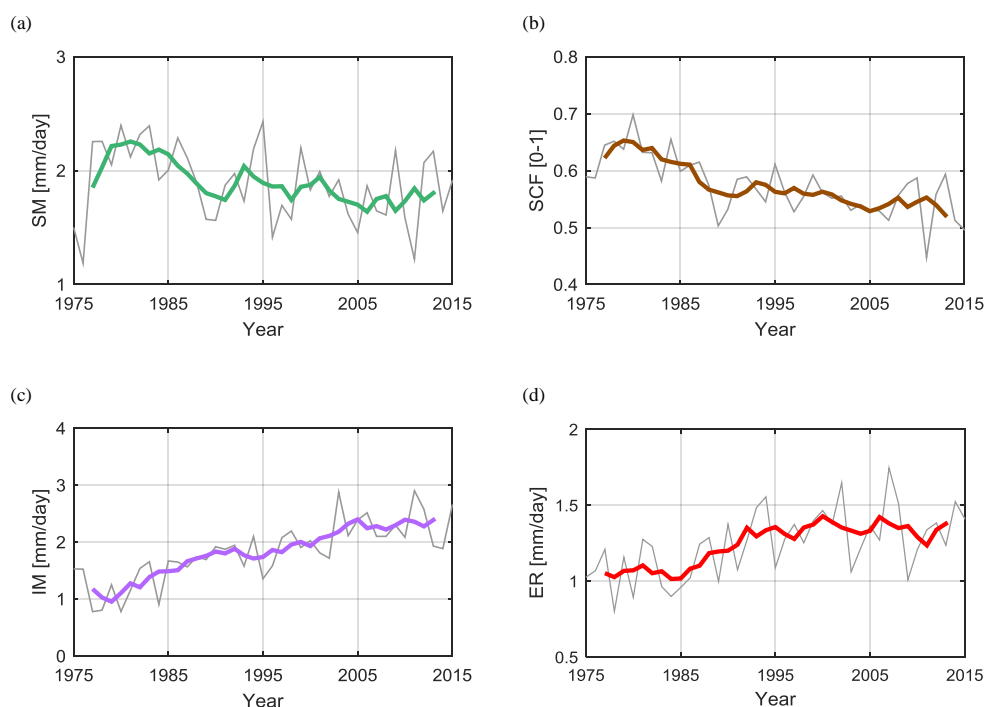 (a)
3
2
1
SM [mm/day]
1975 1985 1995 2005 2015
Year
(b)
0.8
0.7
0.6
0.5
0.4
SCF [0-1]
1975 1985 1995 2005 2015
Year
(c)
4
3
2
1
0
IM [mm/day]
1975 1985 1995 2005 2015
Year
(d)
2
1.5
1
0.5
ER [mm/day]
1975 1985 1995 2005 2015
Year